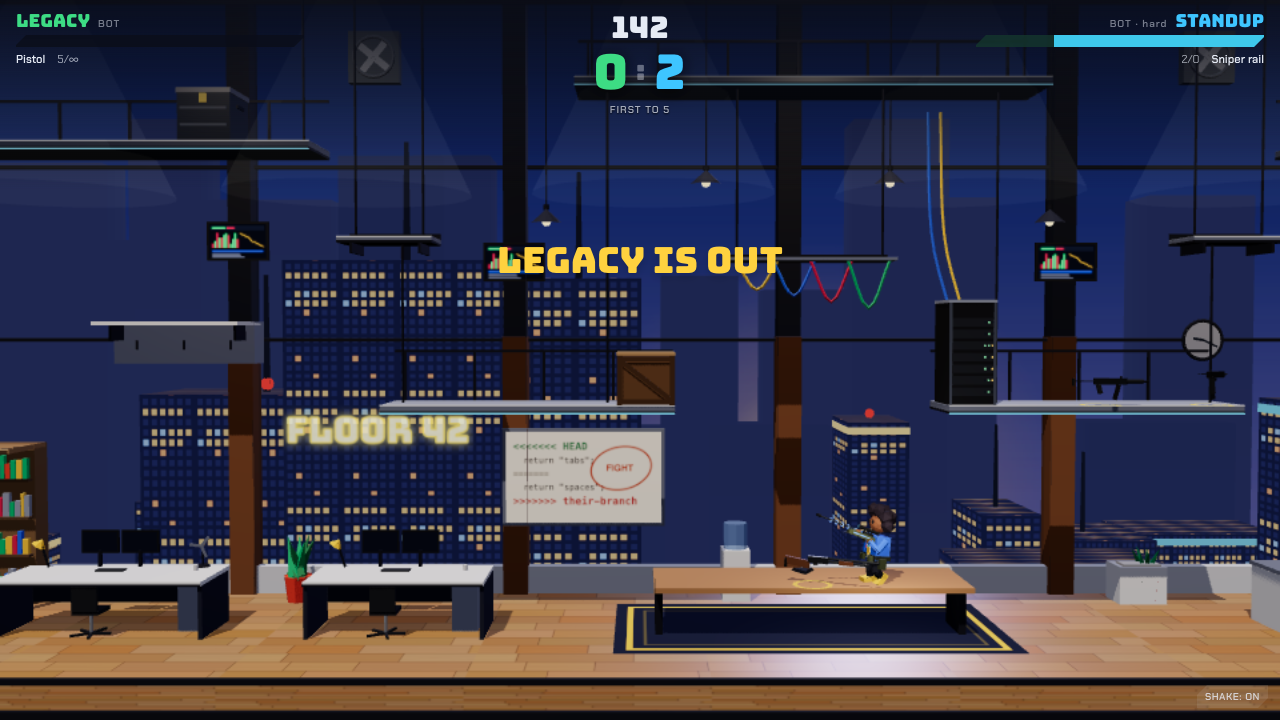 LEGACY BOT
142
BOT · hard STANDUP
Pistol 5/∞
0 : 2
2/0 Sniper rail
FIRST TO 5
LEGACY IS OUT
FLOOR 42
<<<<<<< HEAD
return "tabs";
=======
return "spaces";
>>>>>>> their-branch
FIGHT
SHAKE: ON